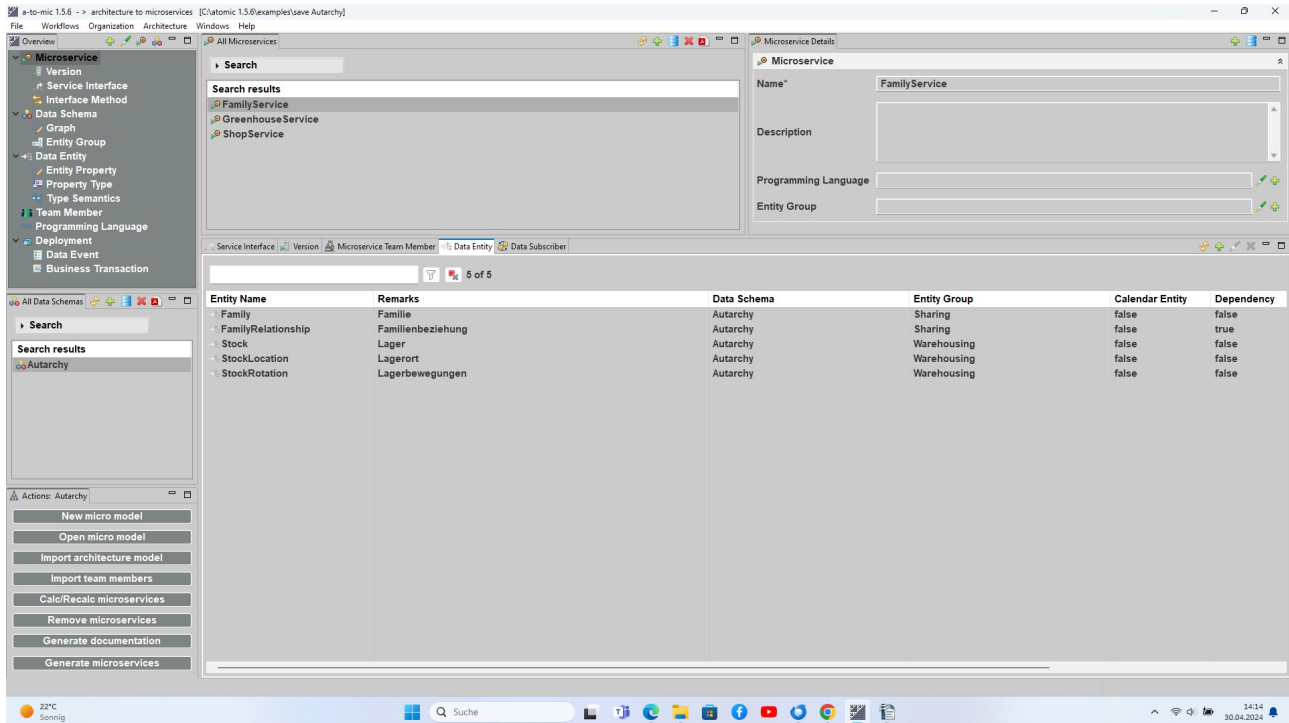 a-to-mic 1.5.6 - > architecture to microservices [C:\atomic 1.5.6\examples\save Autarchy]
File Workflows Organization Architecture Windows Help
Overview
Microservice
Version
Service Interface
Interface Method
Data Schema
Graph
Entity Group
Data Entity
Entity Property
Property Type
Type Semantics
Team Member
Programming Language
Deployment
Data Event
Business Transaction
All Data Schemas
Search
Search results
Autarchy
Actions: Autarchy
New micro model
Open micro model
Import architecture model
Import team members
Calc/Recalc microservices
Remove microservices
Generate documentation
Generate microservices
All Microservices
Search
Search results
FamilyService
GreenhouseService
ShopService
Microservice Details
Microservice
Name* FamilyService
Description
Programming Language
Entity Group
Service Interface Version Microservice Team Member Data Entity Data Subscriber
5 of 5
Entity Name Remarks Data Schema Entity Group Calendar Entity Dependency
Family Familie Autarchy Sharing false false
FamilyRelationship Familienbeziehung Autarchy Sharing false true
Stock Lager Autarchy Warehousing false false
StockLocation Lagerort Autarchy Warehousing false false
StockRotation Lagerbewegungen Autarchy Warehousing false false
22°C
Sonnig
Suche
14:14
30.04.2024